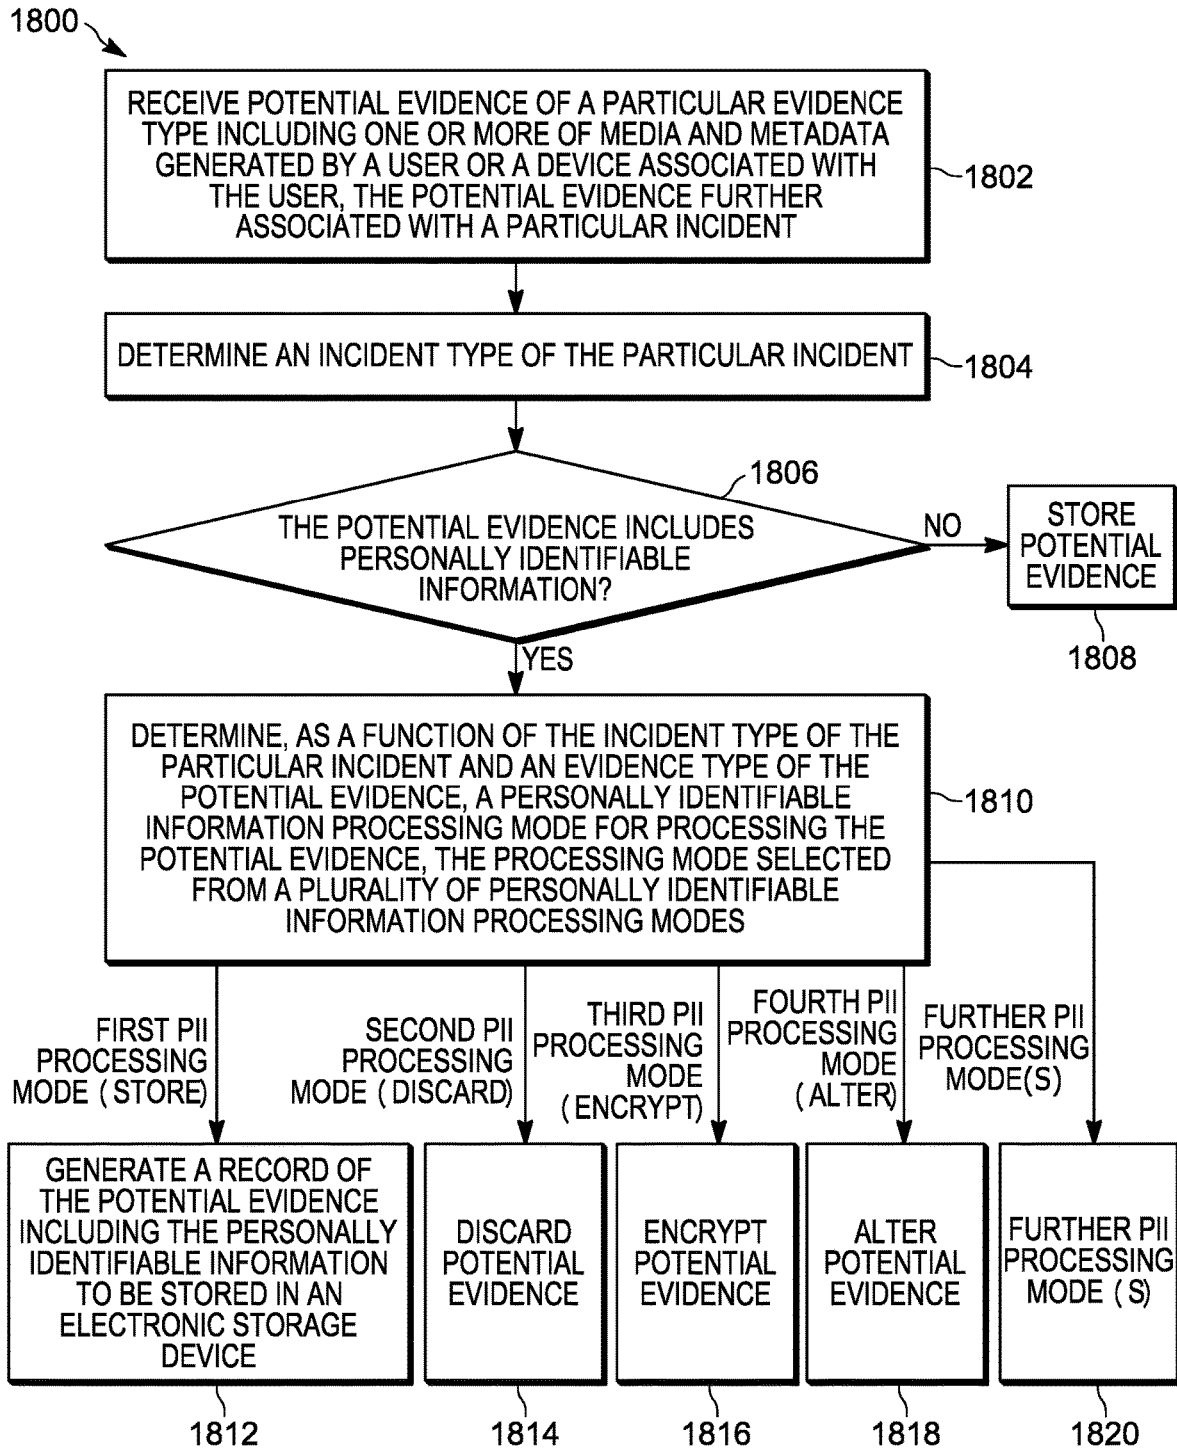 1800
RECEIVE POTENTIAL EVIDENCE OF A PARTICULAR EVIDENCE
TYPE INCLUDING ONE OR MORE OF MEDIA AND METADATA
GENERATED BY A USER OR A DEVICE ASSOCIATED WITH
THE USER, THE POTENTIAL EVIDENCE FURTHER
ASSOCIATED WITH A PARTICULAR INCIDENT
1802
DETERMINE AN INCIDENT TYPE OF THE PARTICULAR INCIDENT
1804
1806
THE POTENTIAL EVIDENCE INCLUDES
PERSONALLY IDENTIFIABLE
INFORMATION?
NO
STORE
POTENTIAL
EVIDENCE
1808
YES
DETERMINE, AS A FUNCTION OF THE INCIDENT TYPE OF THE
PARTICULAR INCIDENT AND AN EVIDENCE TYPE OF THE
POTENTIAL EVIDENCE, A PERSONALLY IDENTIFIABLE
INFORMATION PROCESSING MODE FOR PROCESSING THE
POTENTIAL EVIDENCE, THE PROCESSING MODE SELECTED
FROM A PLURALITY OF PERSONALLY IDENTIFIABLE
INFORMATION PROCESSING MODES
1810
FIRST PII
PROCESSING
MODE (STORE)
SECOND PII
PROCESSING
MODE (DISCARD)
THIRD PII
PROCESSING
MODE
(ENCRYPT)
FOURTH PII
PROCESSING
MODE
(ALTER)
FURTHER PII
PROCESSING
MODE(S)
GENERATE A RECORD OF
THE POTENTIAL EVIDENCE
INCLUDING THE PERSONALLY
IDENTIFIABLE INFORMATION
TO BE STORED IN AN
ELECTRONIC STORAGE
DEVICE
1812
DISCARD
POTENTIAL
EVIDENCE
1814
ENCRYPT
POTENTIAL
EVIDENCE
1816
ALTER
POTENTIAL
EVIDENCE
1818
FURTHER PII
PROCESSING
MODE (S)
1820